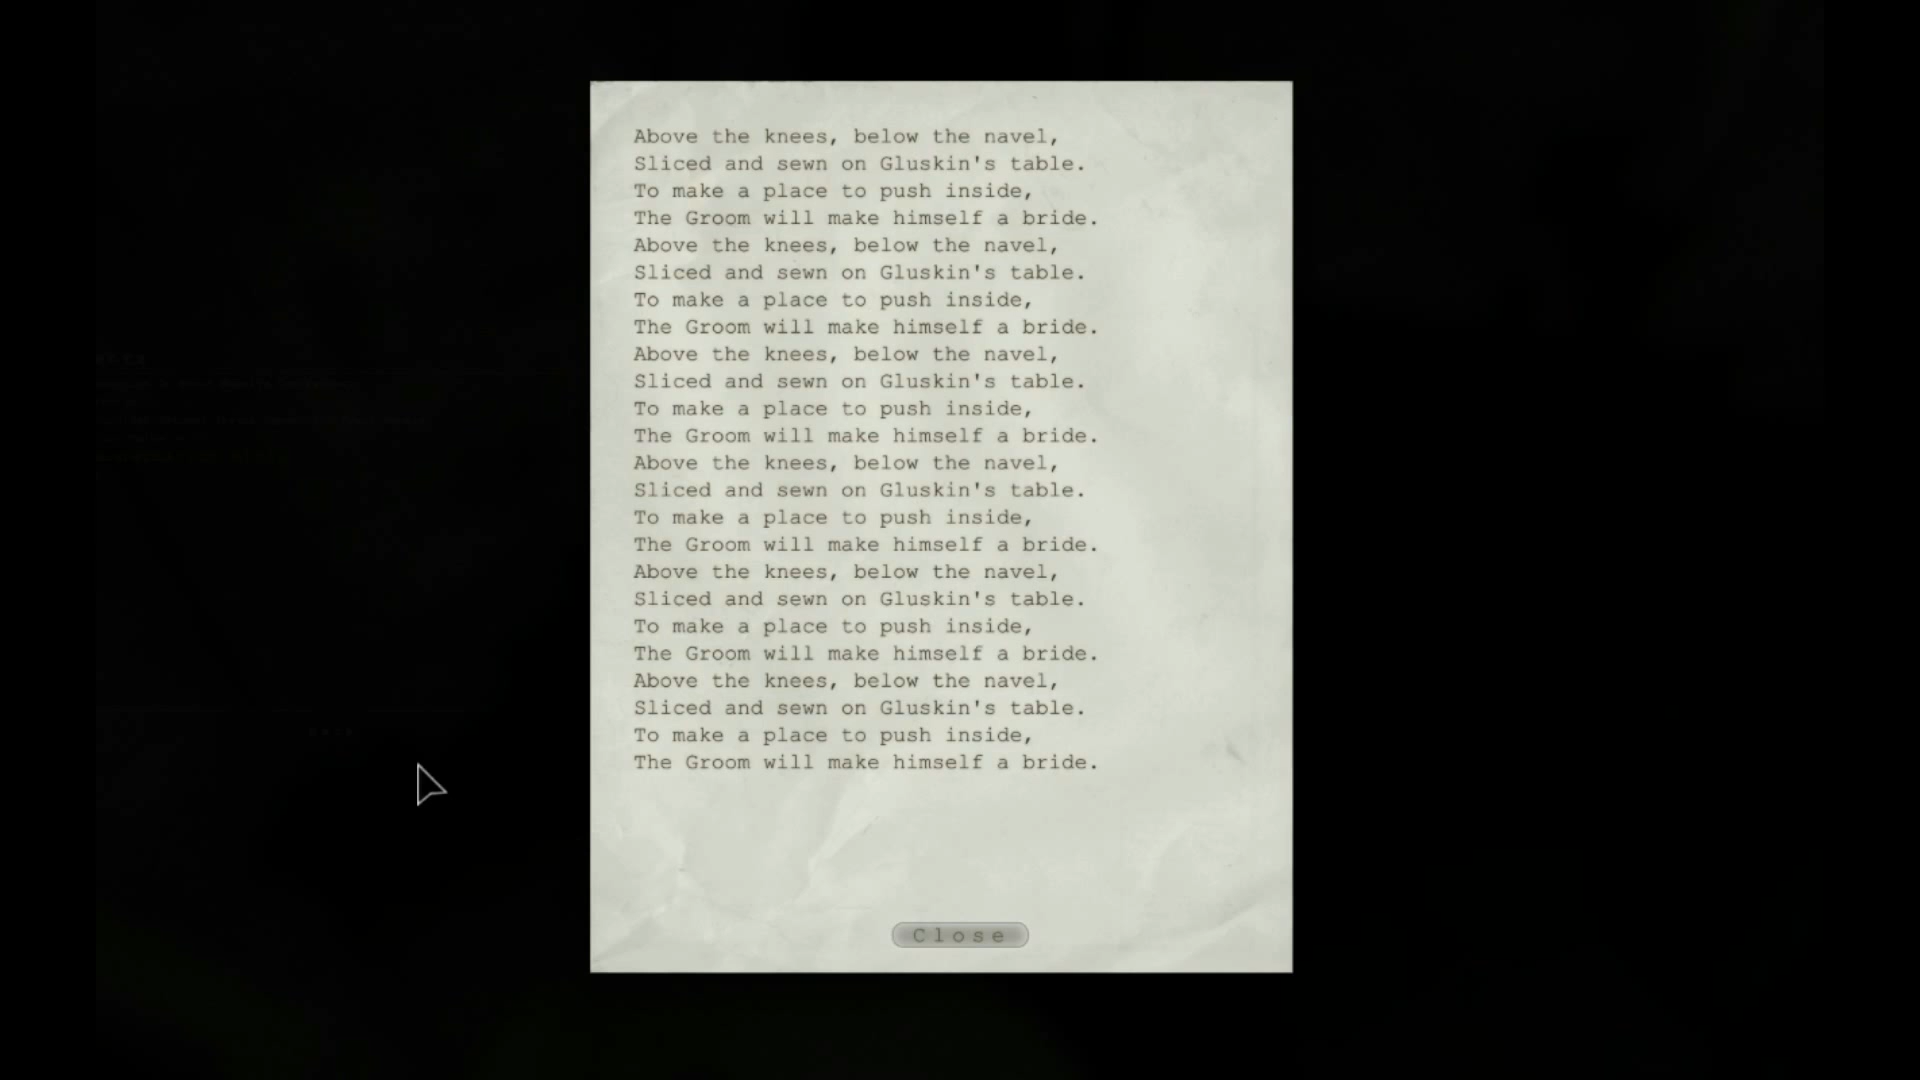 Above the knees, below the navel,
Sliced and sewn on Gluskin's table.
To make a place to push inside,
The Groom will make himself a bride.
Above the knees, below the navel,
Sliced and sewn on Gluskin's table.
To make a place to push inside,
The Groom will make himself a bride.
Above the knees, below the navel,
Sliced and sewn on Gluskin's table.
To make a place to push inside,
The Groom will make himself a bride.
Above the knees, below the navel,
Sliced and sewn on Gluskin's table.
To make a place to push inside,
The Groom will make himself a bride.
Above the knees, below the navel,
Sliced and sewn on Gluskin's table.
To make a place to push inside,
The Groom will make himself a bride.
Above the knees, below the navel,
Sliced and sewn on Gluskin's table.
To make a place to push inside,
The Groom will make himself a bride.
Close